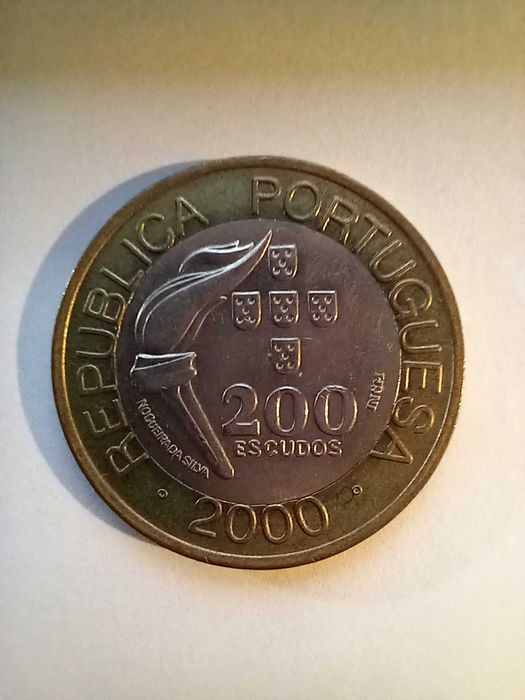 REPUBLICA PORTUGUESA
200
ESCUDOS
INCM
NOGUEIRA DA SILVA
· 2000 ·